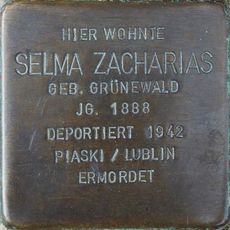 HIER WOHNTE
SELMA ZACHARIAS
GEB. GRÜNEWALD
JG. 1888
DEPORTIERT 1942
PIASKI / LUBLIN
ERMORDET